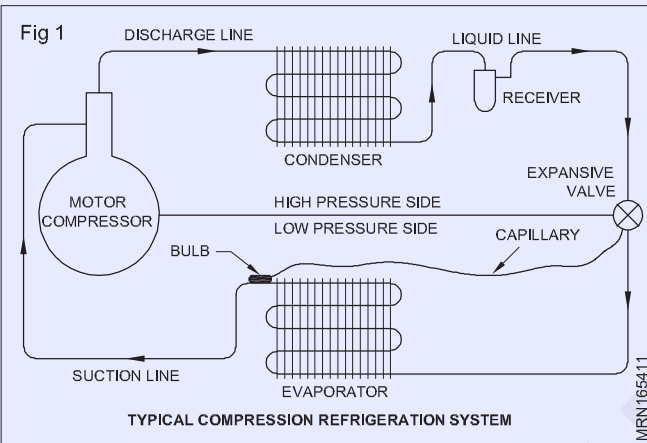 Fig 1
DISCHARGE LINE
LIQUID LINE
RECEIVER
CONDENSER
EXPANSIVE
VALVE
MOTOR
COMPRESSOR
HIGH PRESSURE SIDE
LOW PRESSURE SIDE
CAPILLARY
BULB
SUCTION LINE
EVAPORATOR
TYPICAL COMPRESSION REFRIGERATION SYSTEM
MRN165411